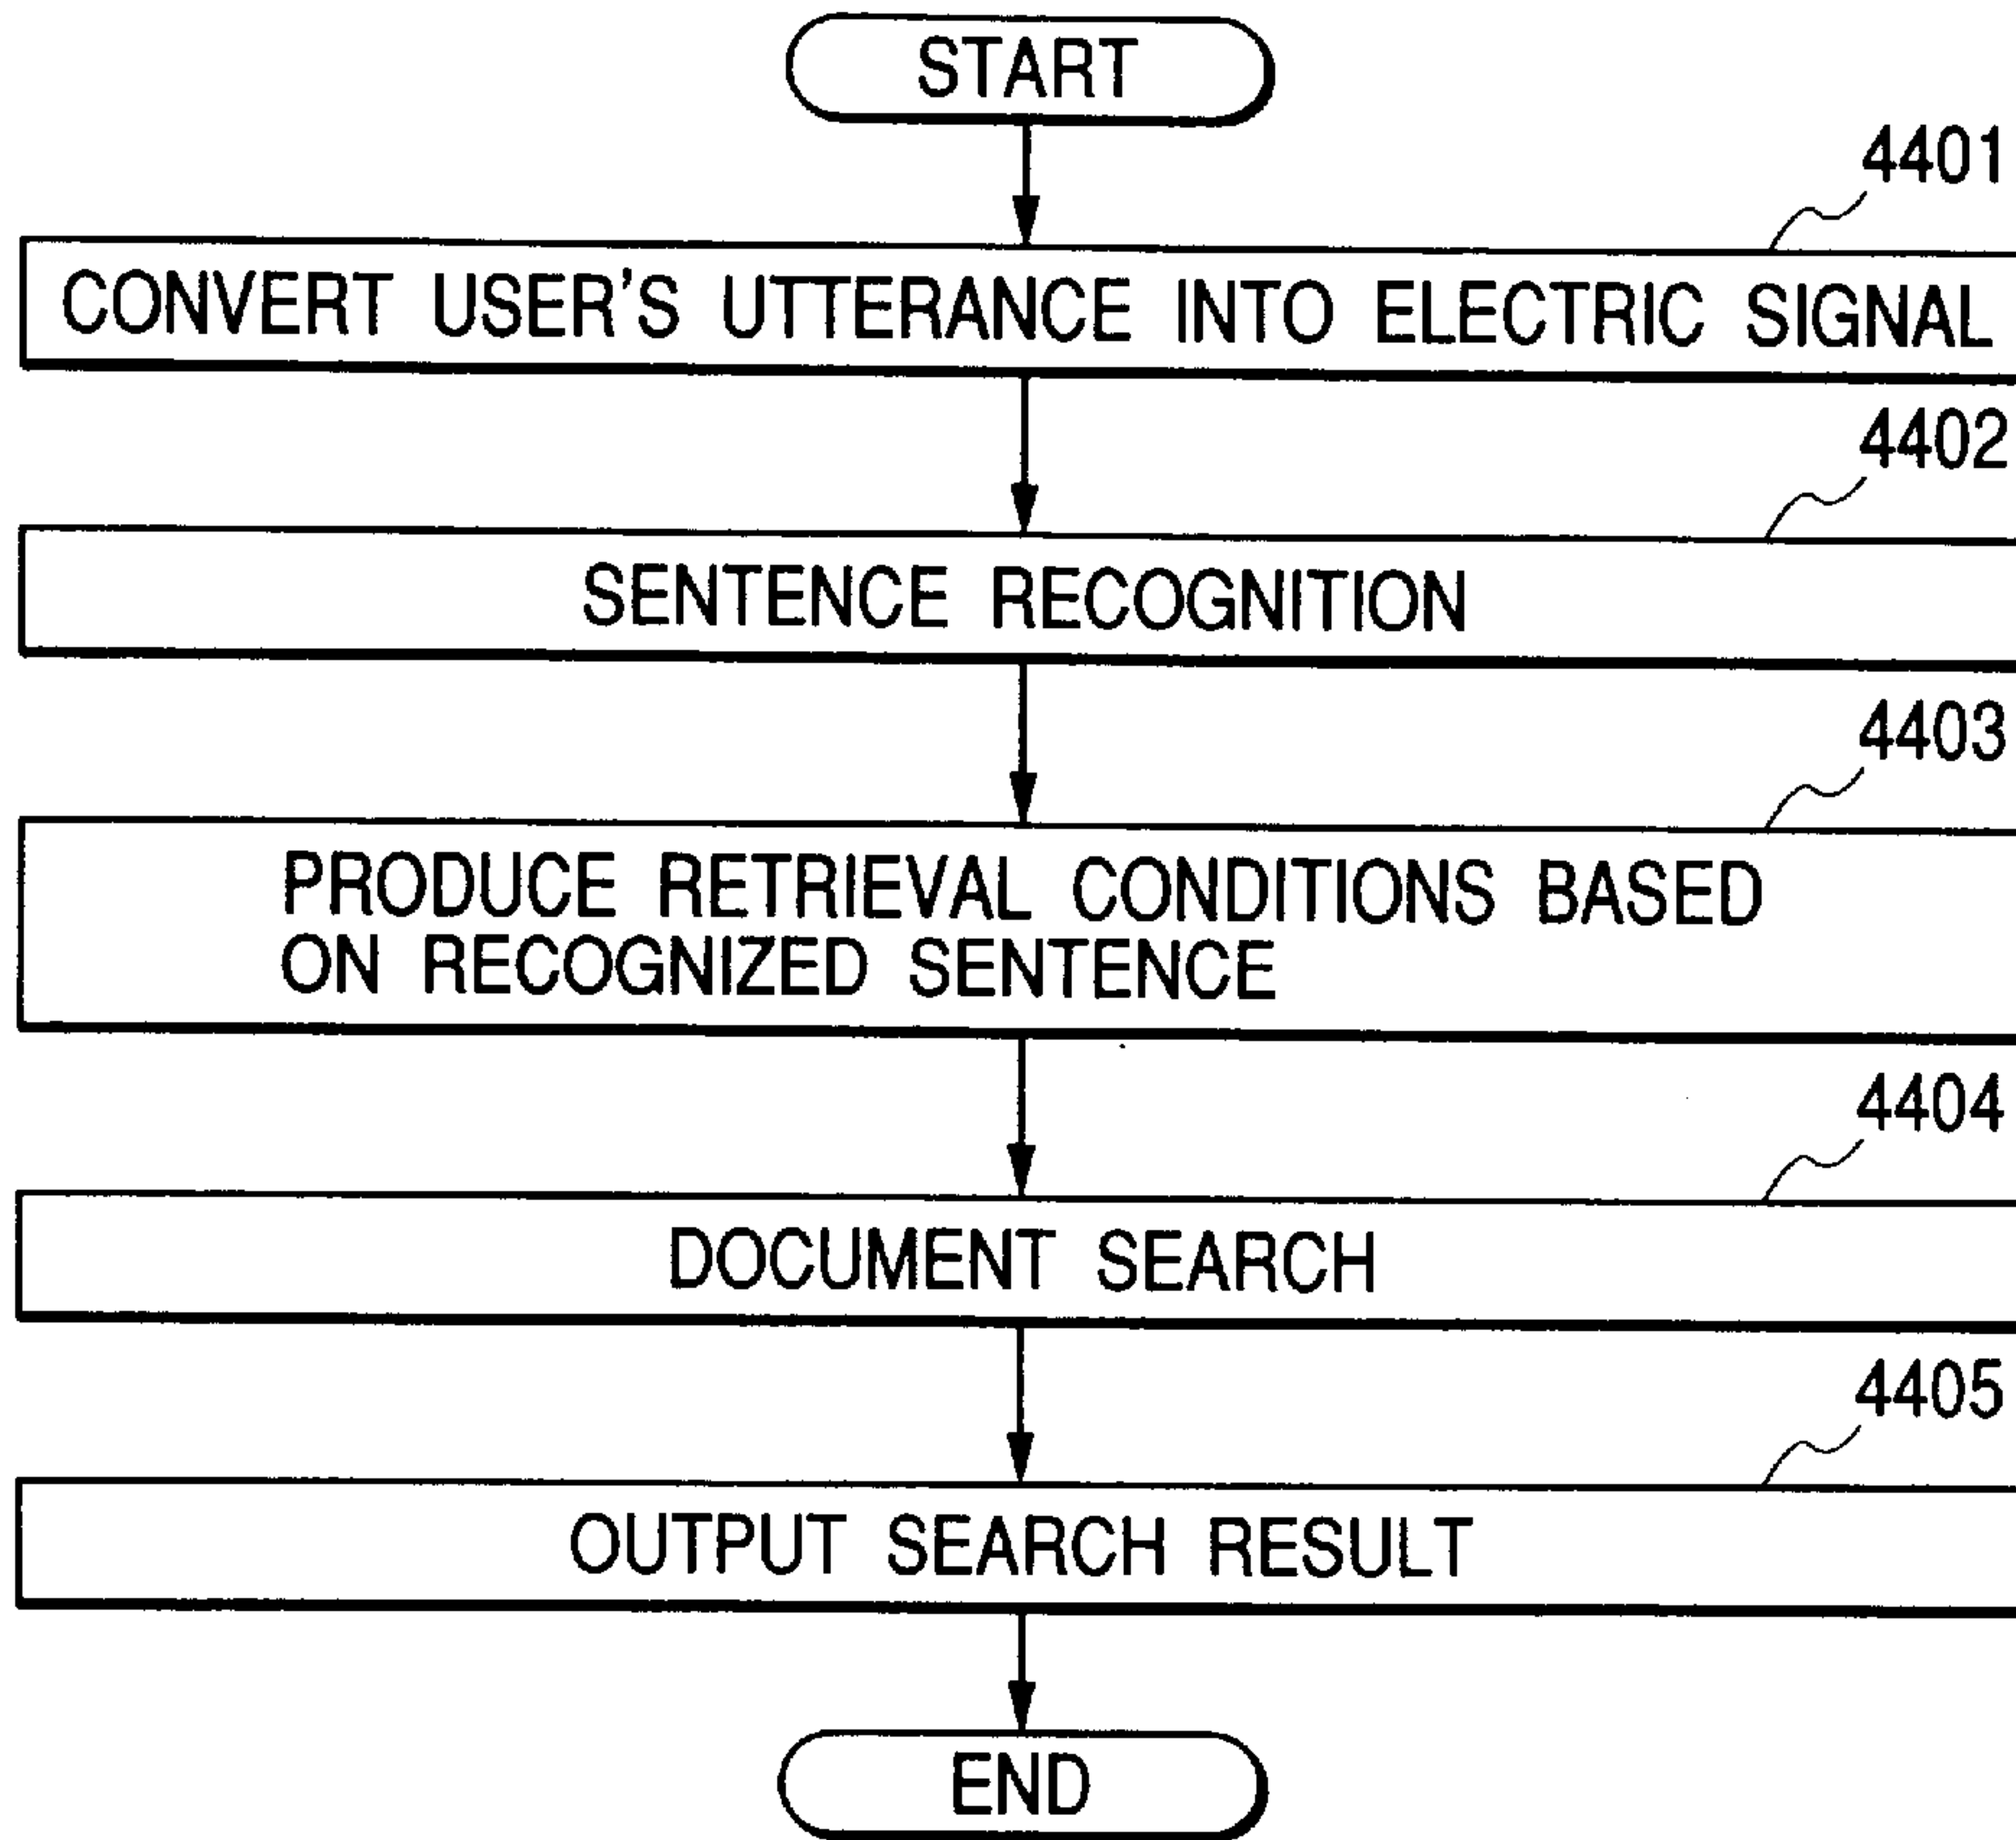 START
4401
CONVERT USER'S UTTERANCE INTO ELECTRIC SIGNAL
4402
SENTENCE RECOGNITION
4403
PRODUCE RETRIEVAL CONDITIONS BASED
ON RECOGNIZED SENTENCE
4404
DOCUMENT SEARCH
4405
OUTPUT SEARCH RESULT
END